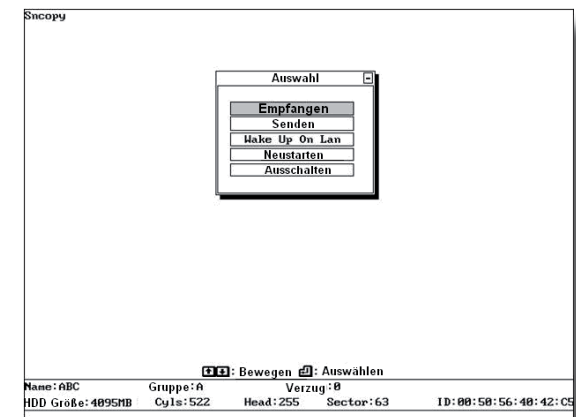 Sncopy
Auswahl
Empfangen
Senden
Wake Up On Lan
Neustarten
Ausschalten
: Bewegen : Auswählen
Name:ABC Gruppe:A Verzug:0
HDD Größe:4095MB Cyls:522 Head:255 Sector:63 ID:00:50:56:40:42:C5